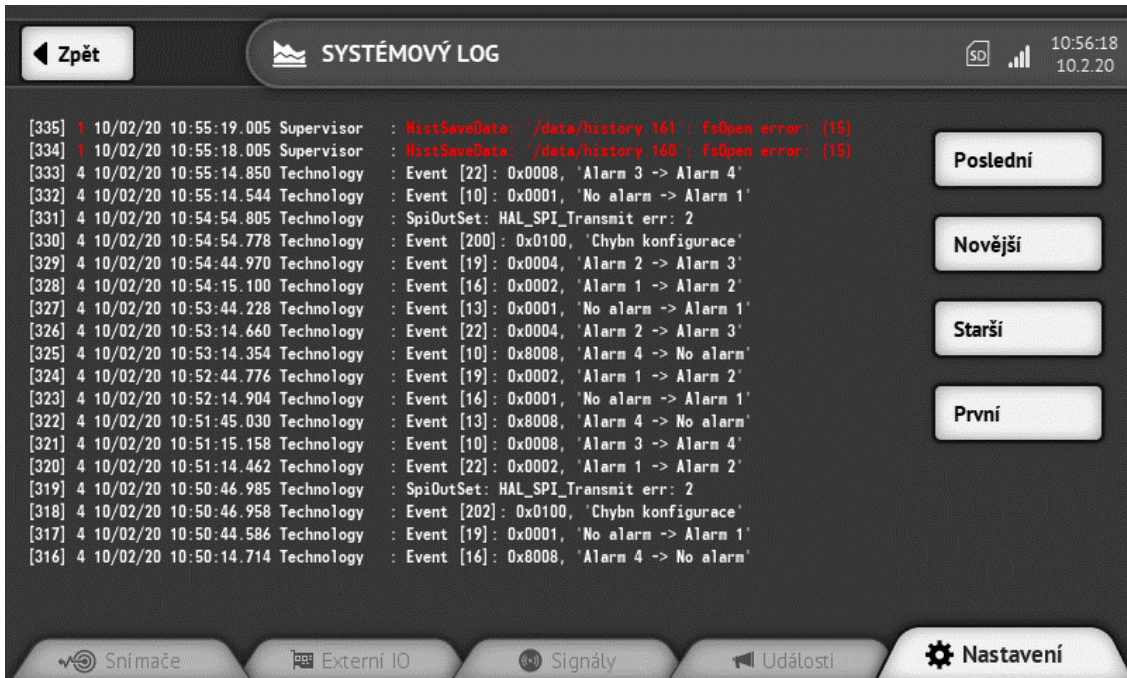 Zpět
SYSTÉMOVÝ LOG
SD
10:56:18
10.2.20
[335] 1 10/02/20 10:55:19.005 Supervisor : HistSaveData: '/data/history.161': fsOpen error: (15)
[334] 1 10/02/20 10:55:18.005 Supervisor : HistSaveData: '/data/history.160': fsOpen error: (15)
[333] 4 10/02/20 10:55:14.850 Technology : Event [22]: 0x0008, 'Alarm 3 -> Alarm 4'
[332] 4 10/02/20 10:55:14.544 Technology : Event [10]: 0x0001, 'No alarm -> Alarm 1'
[331] 4 10/02/20 10:54:54.805 Technology : SpiOutSet: HAL_SPI_Transmit err: 2
[330] 4 10/02/20 10:54:54.778 Technology : Event [200]: 0x0100, 'Chybn konfigurace'
[329] 4 10/02/20 10:54:44.970 Technology : Event [19]: 0x0004, 'Alarm 2 -> Alarm 3'
[328] 4 10/02/20 10:54:15.100 Technology : Event [16]: 0x0002, 'Alarm 1 -> Alarm 2'
[327] 4 10/02/20 10:53:44.228 Technology : Event [13]: 0x0001, 'No alarm -> Alarm 1'
[326] 4 10/02/20 10:53:14.660 Technology : Event [22]: 0x0004, 'Alarm 2 -> Alarm 3'
[325] 4 10/02/20 10:53:14.354 Technology : Event [10]: 0x8008, 'Alarm 4 -> No alarm'
[324] 4 10/02/20 10:52:44.776 Technology : Event [19]: 0x0002, 'Alarm 1 -> Alarm 2'
[323] 4 10/02/20 10:52:14.904 Technology : Event [16]: 0x0001, 'No alarm -> Alarm 1'
[322] 4 10/02/20 10:51:45.030 Technology : Event [13]: 0x8008, 'Alarm 4 -> No alarm'
[321] 4 10/02/20 10:51:15.158 Technology : Event [10]: 0x0008, 'Alarm 3 -> Alarm 4'
[320] 4 10/02/20 10:51:14.462 Technology : Event [22]: 0x0002, 'Alarm 1 -> Alarm 2'
[319] 4 10/02/20 10:50:46.985 Technology : SpiOutSet: HAL_SPI_Transmit err: 2
[318] 4 10/02/20 10:50:46.958 Technology : Event [202]: 0x0100, 'Chybn konfigurace'
[317] 4 10/02/20 10:50:44.586 Technology : Event [19]: 0x0001, 'No alarm -> Alarm 1'
[316] 4 10/02/20 10:50:14.714 Technology : Event [16]: 0x8008, 'Alarm 4 -> No alarm'
Poslední
Novější
Starší
První
Snímače
Externí IO
Signály
Události
Nastavení